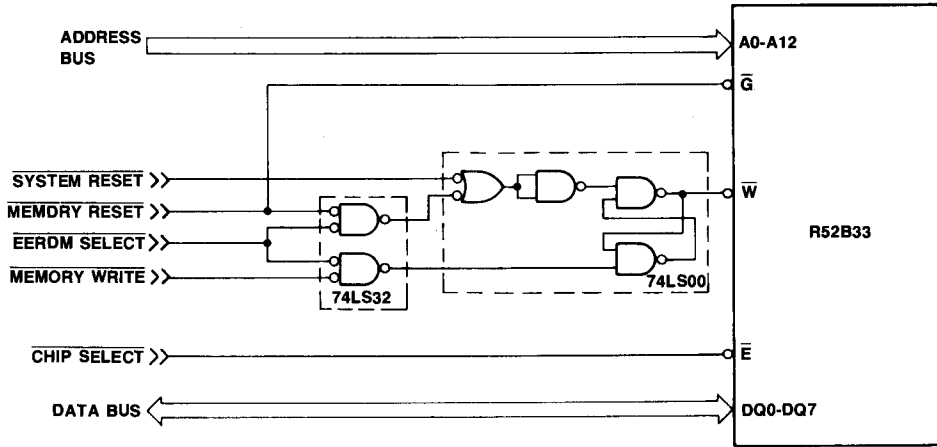 ADDRESS
BUS
A0-A12
G
SYSTEM RESET
W
MEMDRY RESET
R52B33
EERDM SELECT
MEMORY WRITE
74LS32
74LS00
CHIP SELECT
E
DATA BUS
DQ0-DQ7